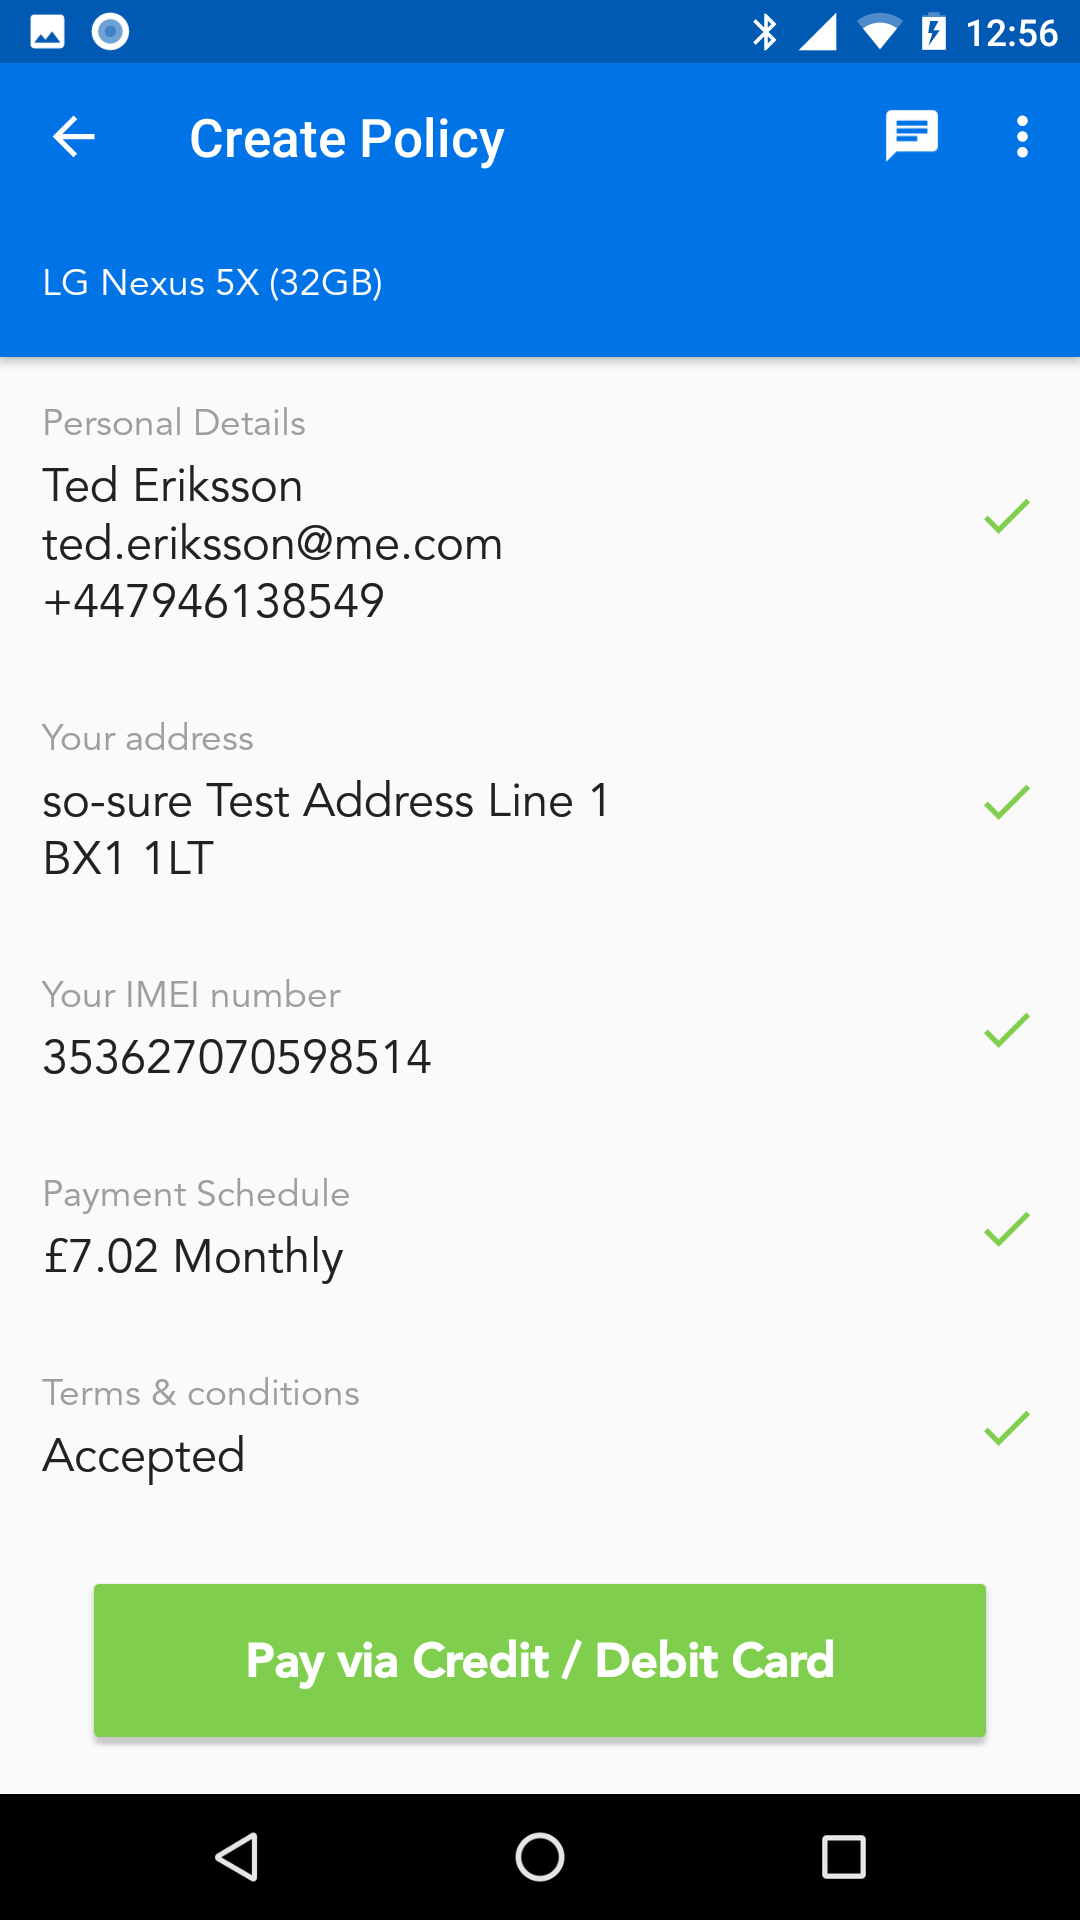 12:56
Create Policy
LG Nexus 5X (32GB)
Personal Details
Ted Eriksson
ted.eriksson@me.com
+447946138549
Your address
so-sure Test Address Line 1
BX1 1LT
Your IMEI number
353627070598514
Payment Schedule
£7.02 Monthly
Terms & conditions
Accepted
Pay via Credit / Debit Card